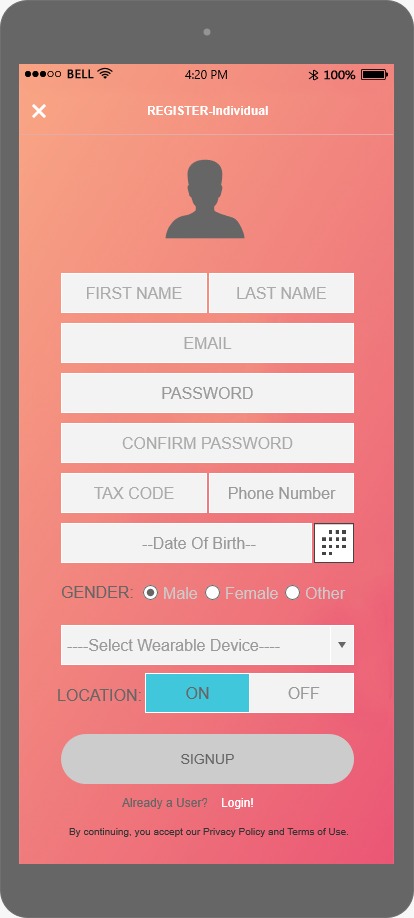 BELL 4:20 PM 100%
REGISTER-Individual
FIRST NAME LAST NAME
EMAIL
PASSWORD
CONFIRM PASSWORD
TAX CODE Phone Number
--Date Of Birth--
GENDER: Male Female Other
----Select Wearable Device----
LOCATION: ON OFF
SIGNUP
Already a User? Login!
By continuing, you accept our Privacy Policy and Terms of Use.